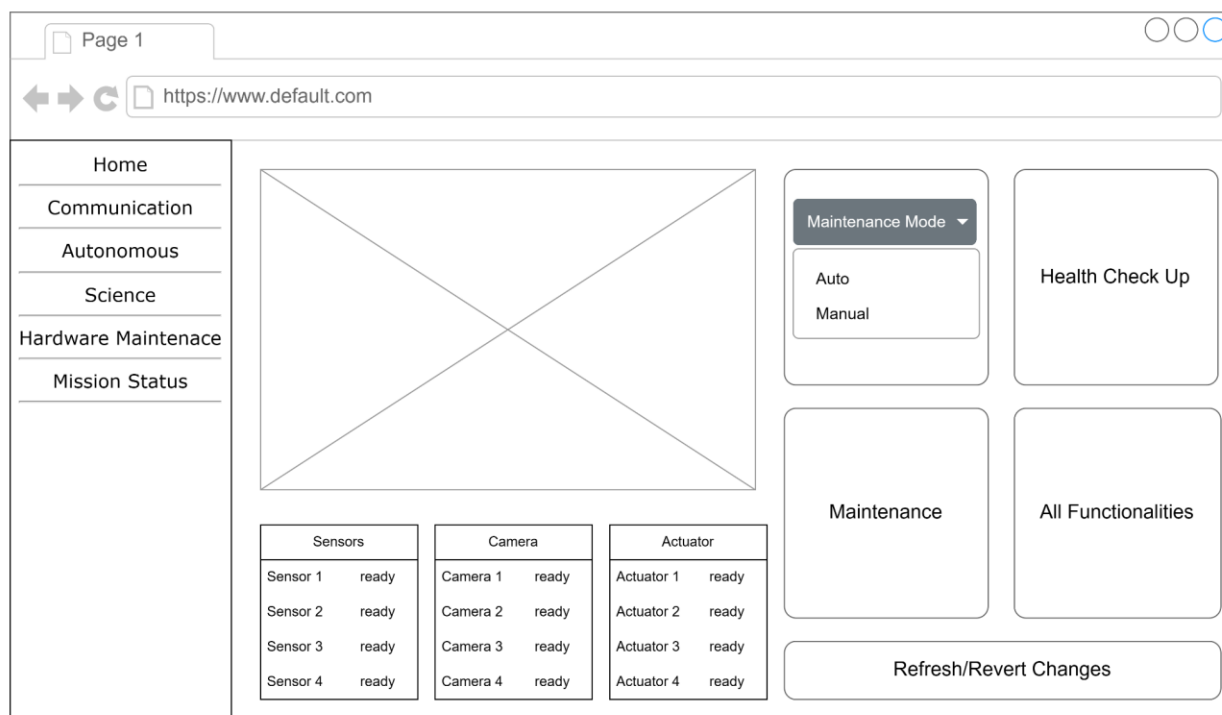 Page 1
https://www.default.com
Home
Communication
Autonomous
Science
Hardware Maintenace
Mission Status
Maintenance Mode
Auto
Manual
Health Check Up
Maintenance
All Functionalities
Refresh/Revert Changes
Sensors
Sensor 1 ready
Sensor 2 ready
Sensor 3 ready
Sensor 4 ready
Camera
Camera 1 ready
Camera 2 ready
Camera 3 ready
Camera 4 ready
Actuator
Actuator 1 ready
Actuator 2 ready
Actuator 3 ready
Actuator 4 ready